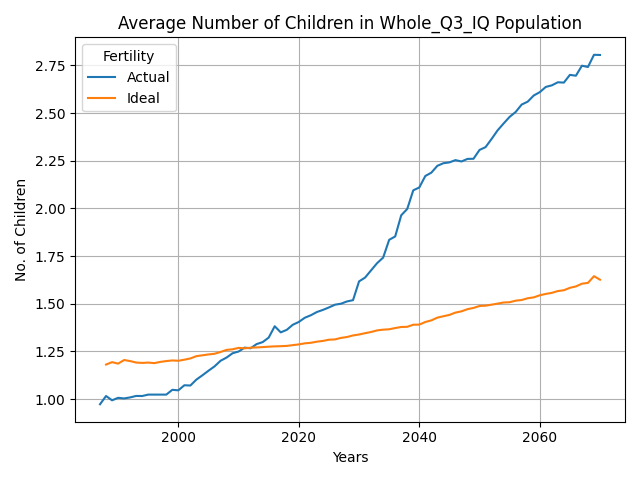 Average Number of Children in Whole_Q3_IQ Population
Fertility
Actual
Ideal
No. of Children
2.75
2.50
2.25
2.00
1.75
1.50
1.25
1.00
2000
2020
2040
2060
Years